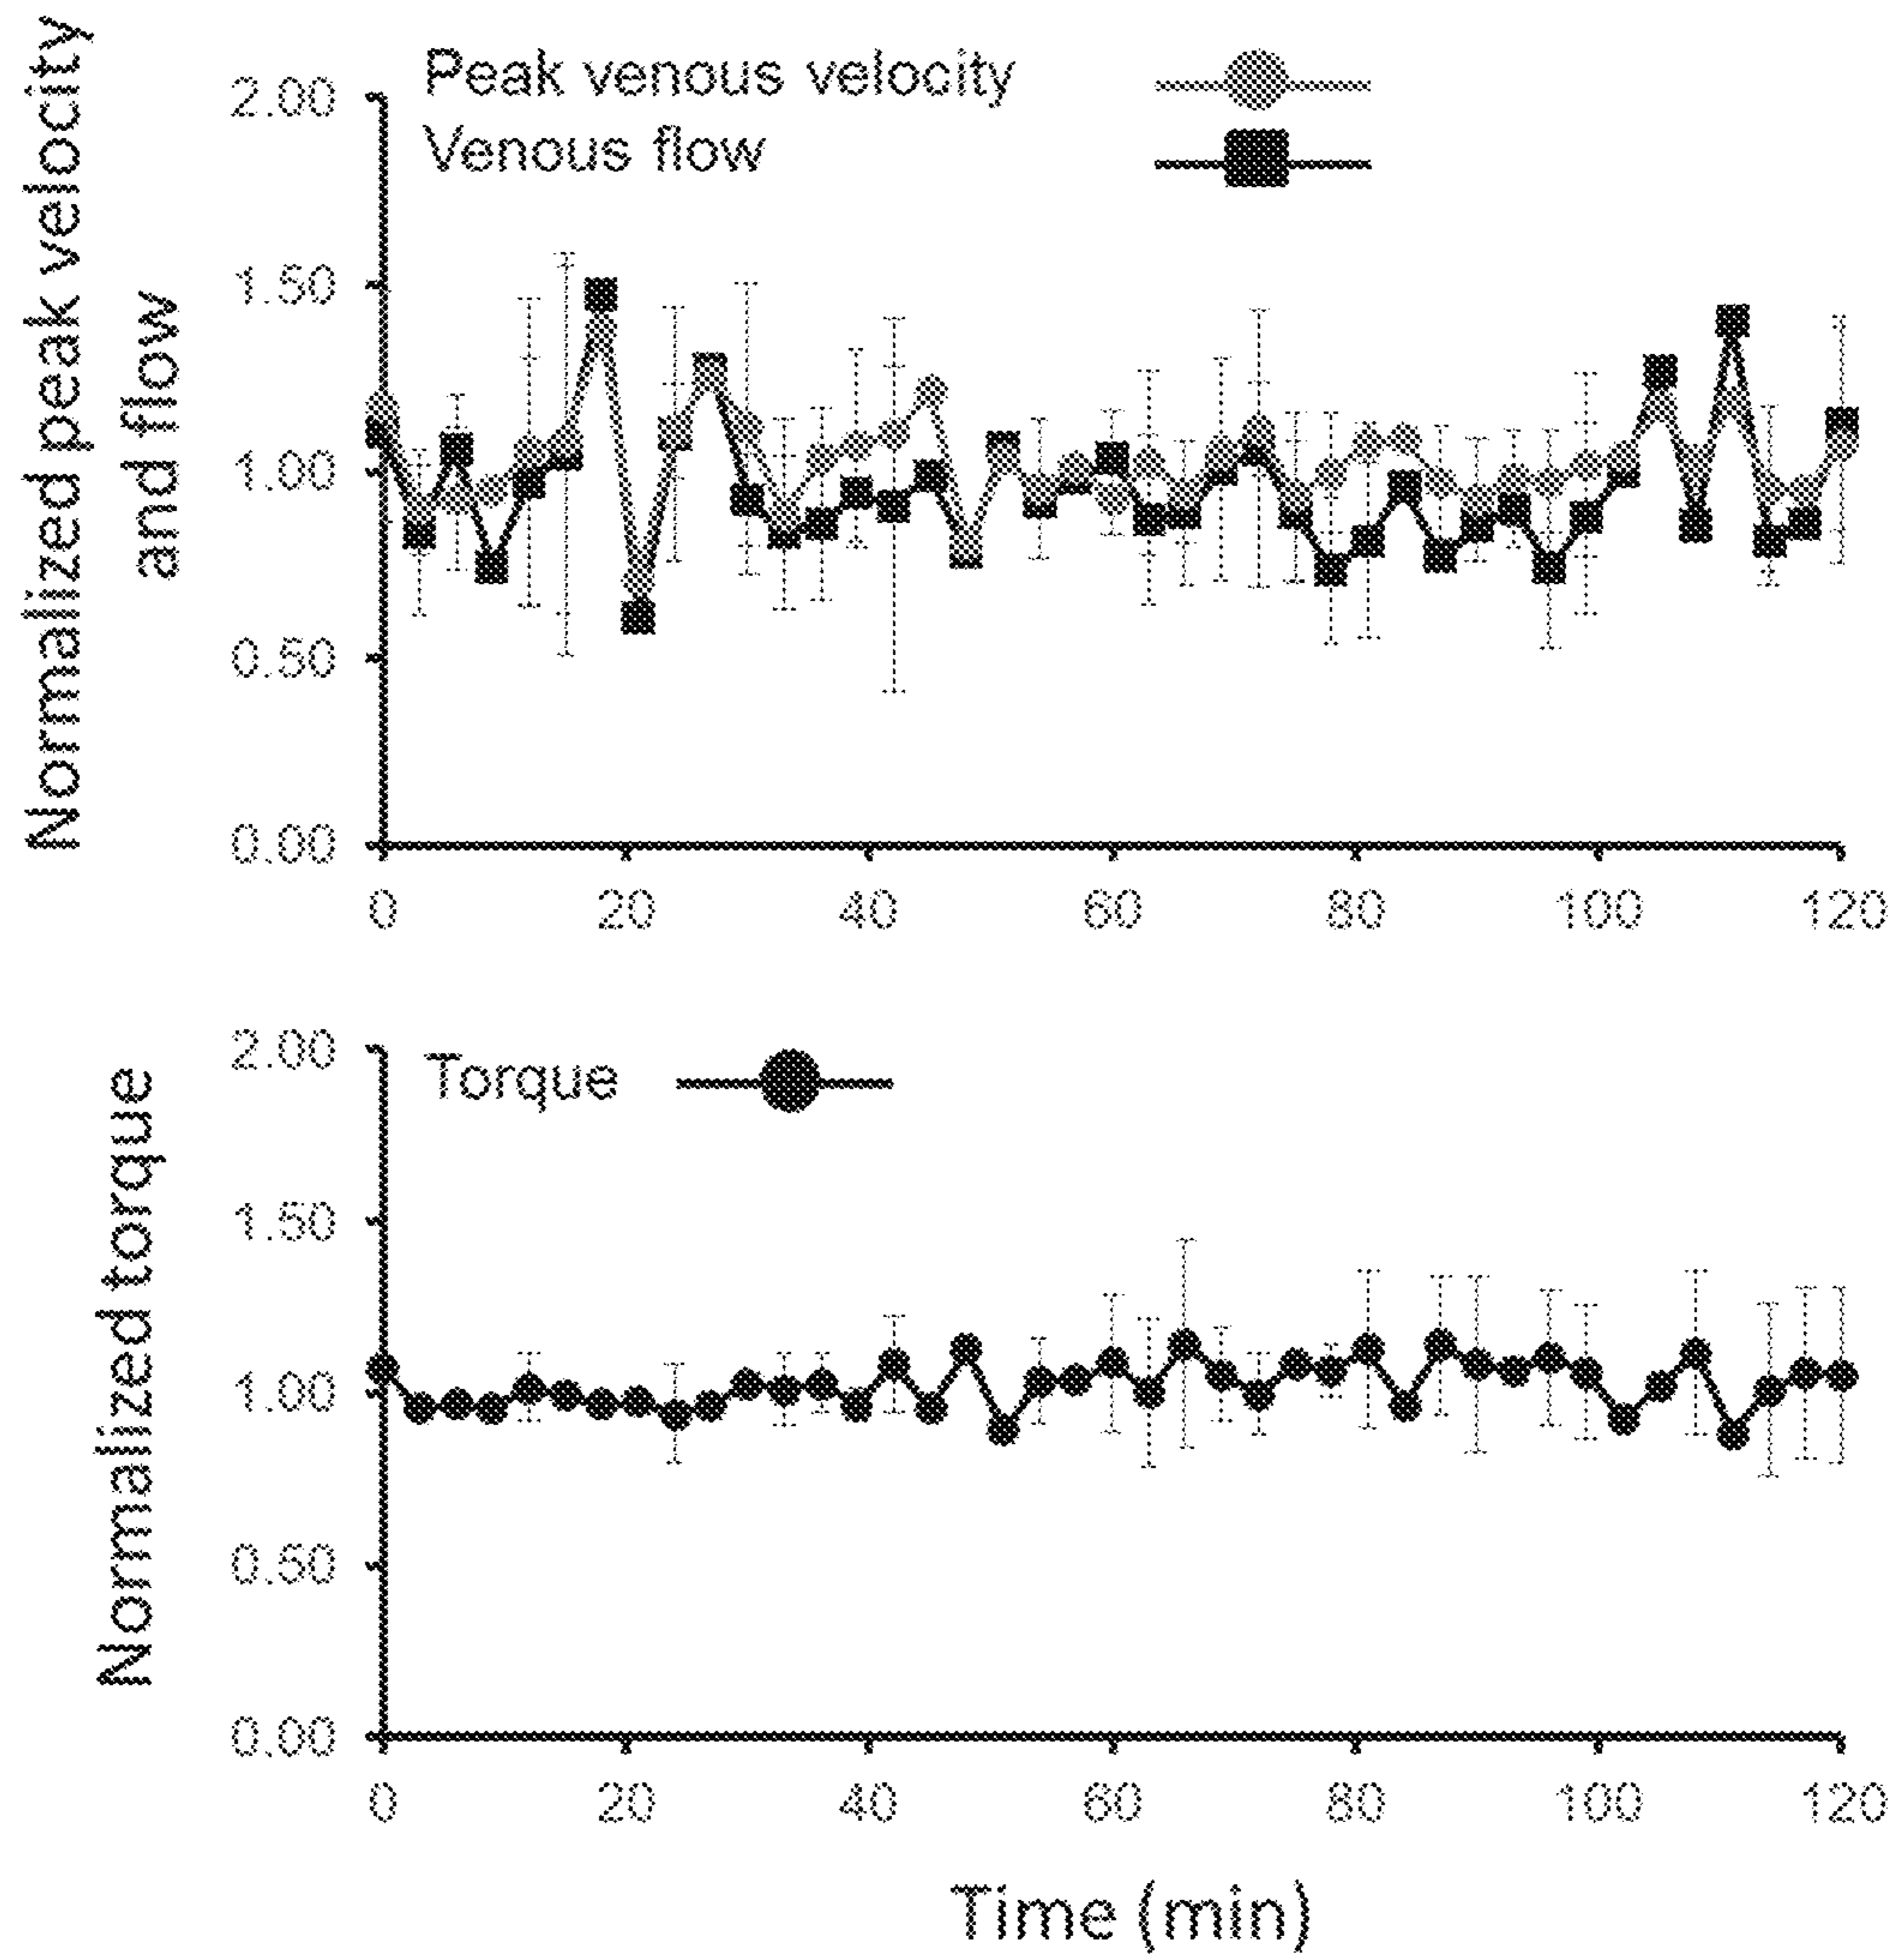 Normalized peak velocity
and flow
Peak venous velocity
Venous flow
2.00
1.50
1.00
0.50
0.00
0 20 40 60 80 100 120
Normalized torque
Torque
2.00
1.50
1.00
0.50
0.00
0 20 40 60 80 100 120
Time (min)